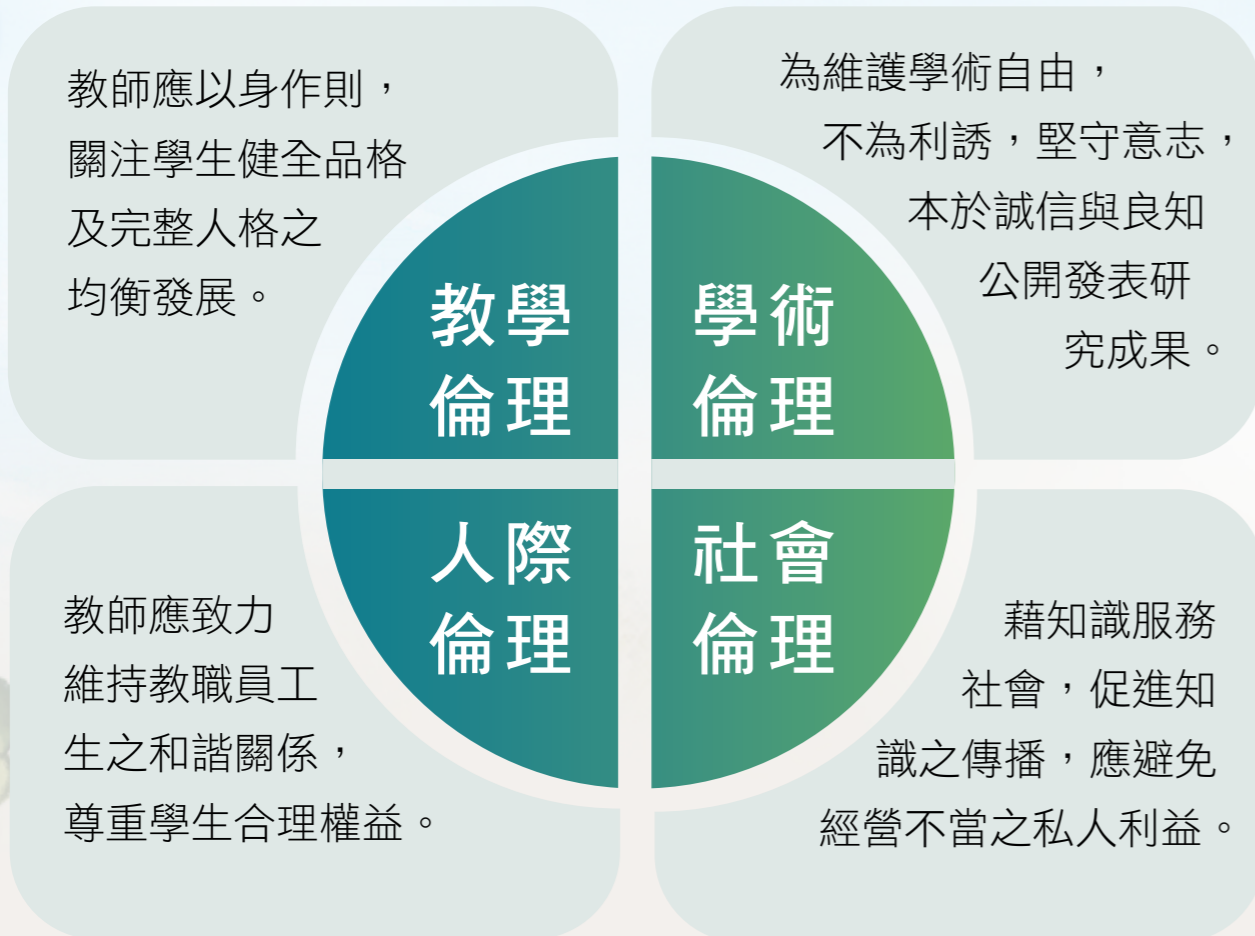 教師應以身作則，
關注學生健全品格
及完整人格之
均衡發展。
教學
倫理
為維護學術自由，
不為利誘，堅守意志，
本於誠信與良知
公開發表研
究成果。
學術
倫理
教師應致力
維持教職員工
生之和諧關係，
尊重學生合理權益。
人際
倫理
藉知識服務
社會，促進知
識之傳播，應避免
經營不當之私人利益。
社會
倫理